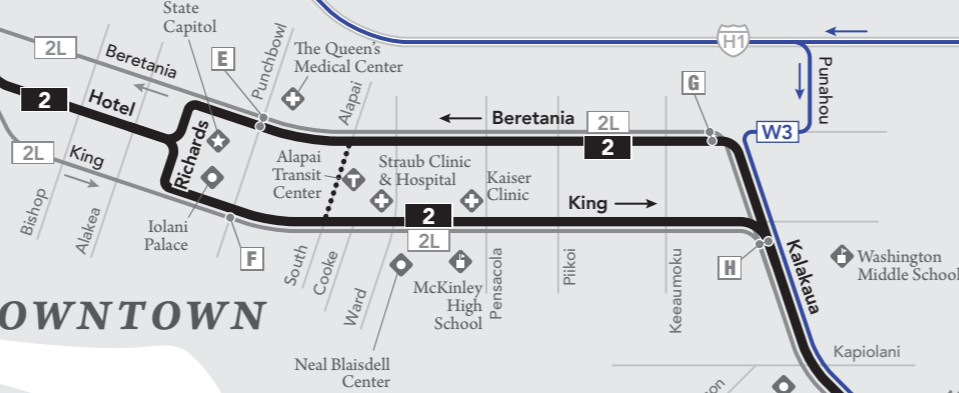 State
Capitol
Punchbowl
2L
Beretania
E
The Queen's
Medical Center
H1
Punahou
Alapai
G
2
Hotel
Beretania
2L
2
W3
Richards
Alapai
Transit
Center
Straub Clinic
& Hospital
Kaiser
Clinic
2L
King
King
2
2L
Bishop
Alakea
Iolani
Palace
F
South
Cooke
Ward
McKinley
High
School
Pensacola
Piikoi
Keeaumoku
H
Kalakaua
Washington
Middle School
OWNTOWN
Neal Blaisdell
Center
Kapiolani
on